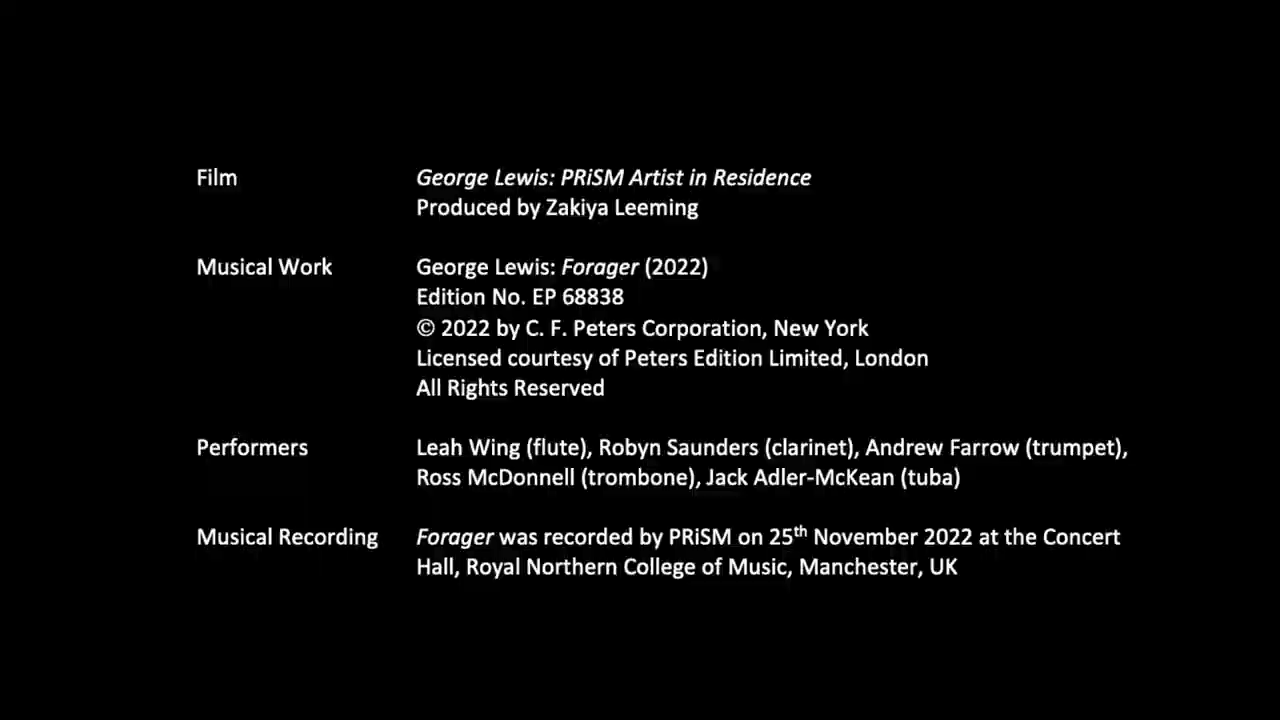 Film George Lewis: PRiSM Artist in Residence
Produced by Zakiya Leeming
Musical Work George Lewis: Forager (2022)
Edition No. EP 68838
© 2022 by C. F. Peters Corporation, New York
Licensed courtesy of Peters Edition Limited, London
All Rights Reserved
Performers Leah Wing (flute), Robyn Saunders (clarinet), Andrew Farrow (trumpet),
Ross McDonnell (trombone), Jack Adler-McKean (tuba)
Musical Recording Forager was recorded by PRiSM on 25th November 2022 at the Concert
Hall, Royal Northern College of Music, Manchester, UK